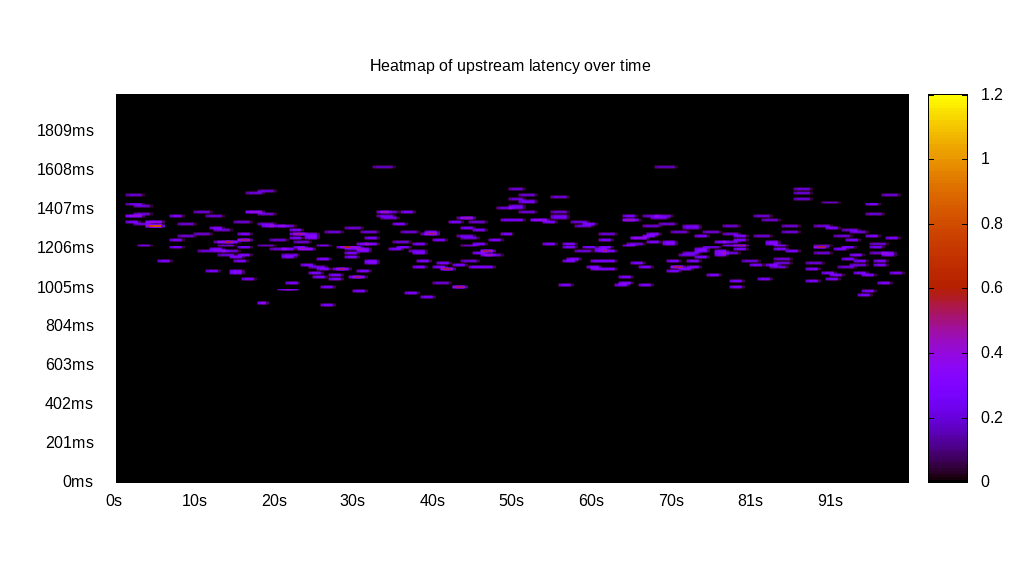 Heatmap of upstream latency over time
1809ms
1608ms
1407ms
1206ms
1005ms
804ms
603ms
402ms
201ms
0ms
0s 10s 20s 30s 40s 50s 60s 70s 81s 91s
1.2
1
0.8
0.6
0.4
0.2
0